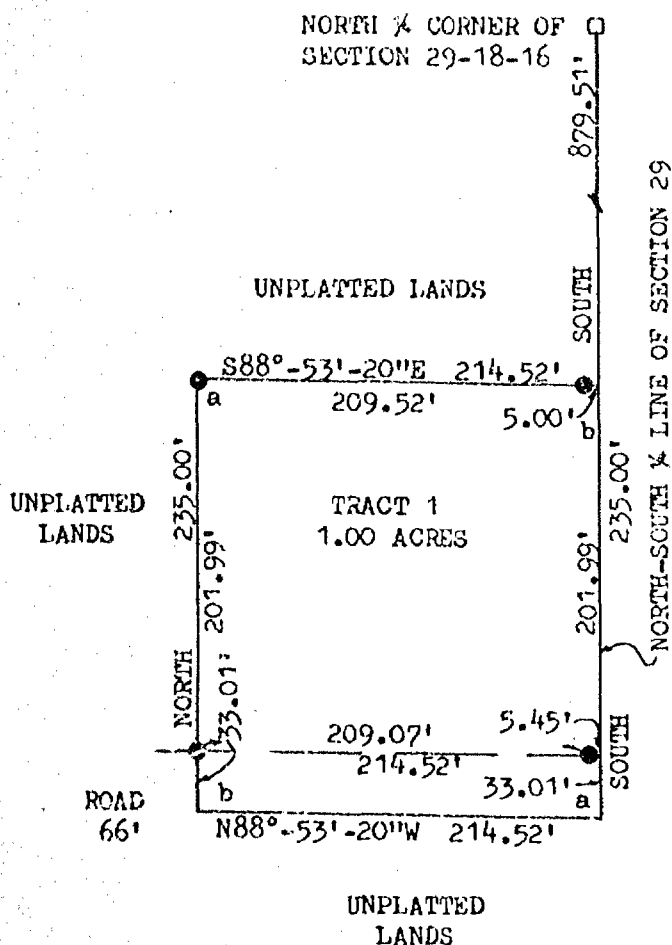 NORTH ¼ CORNER OF
SECTION 29-18-16
879.51'
SOUTH
NORTH-SOUTH ¼ LINE OF SECTION 29
UNPLATTED LANDS
S88°-53'-20"E 214.52'
209.52'
5.00'
a
b
UNPLATTED
LANDS
235.00'
201.99'
NORTH
33.01'
TRACT 1
1.00 ACRES
201.99'
235.00'
209.07'
214.52'
5.45'
33.01'
SOUTH
ROAD
66'
b
a
N88°-53'-20"W 214.52'
UNPLATTED
LANDS